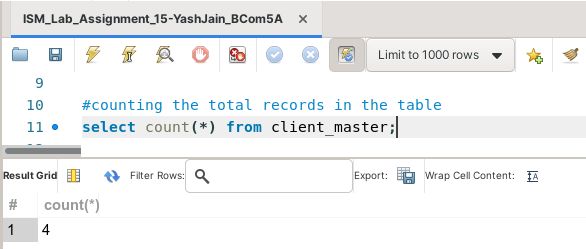 ISM_Lab_Assignment_15-YashJain_BCom5A ×
Limit to 1000 rows
9
10 #counting the total records in the table
11 select count(*) from client_master;
Result Grid Filter Rows: Export: Wrap Cell Content: IA
# count(*)
1 4